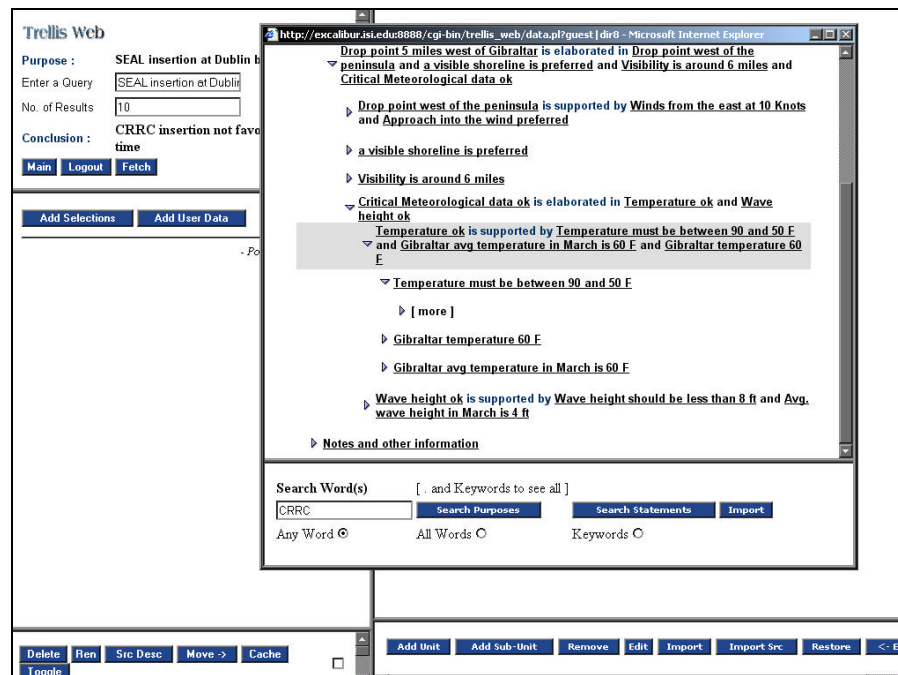 Trellis Web
Purpose : SEAL insertion at Dublin b
Enter a Query SEAL insertion at Dublin
No. of Results 10
Conclusion : CRRC insertion not favo
time
Main Logout Fetch
Add Selections Add User Data
- Po
http://excalibur.isi.edu:8888/cgi-bin/trellis_web/data.pl?guest|dir8 - Microsoft Internet Explorer
Drop point 5 miles west of Gibraltar is elaborated in Drop point west of the
peninsula and a visible shoreline is preferred and Visibility is around 6 miles and
Critical Meteorological data ok
Drop point west of the peninsula is supported by Winds from the east at 10 Knots
and Approach into the wind preferred
a visible shoreline is preferred
Visibility is around 6 miles
Critical Meteorological data ok is elaborated in Temperature ok and Wave
height ok
Temperature ok is supported by Temperature must be between 90 and 50 F
and Gibraltar avg temperature in March is 60 F and Gibraltar temperature 60
F
Temperature must be between 90 and 50 F
[ more ]
Gibraltar temperature 60 F
Gibraltar avg temperature in March is 60 F
Wave height ok is supported by Wave height should be less than 8 ft and Avg.
wave height in March is 4 ft
Notes and other information
Search Word(s) [ . and Keywords to see all ]
CRRC Search Purposes Search Statements Import
Any Word All Words Keywords
Delete Ren Src Desc Move -> Cache
Toggle
Add Unit Add Sub-Unit Remove Edit Import Import Src Restore <- E